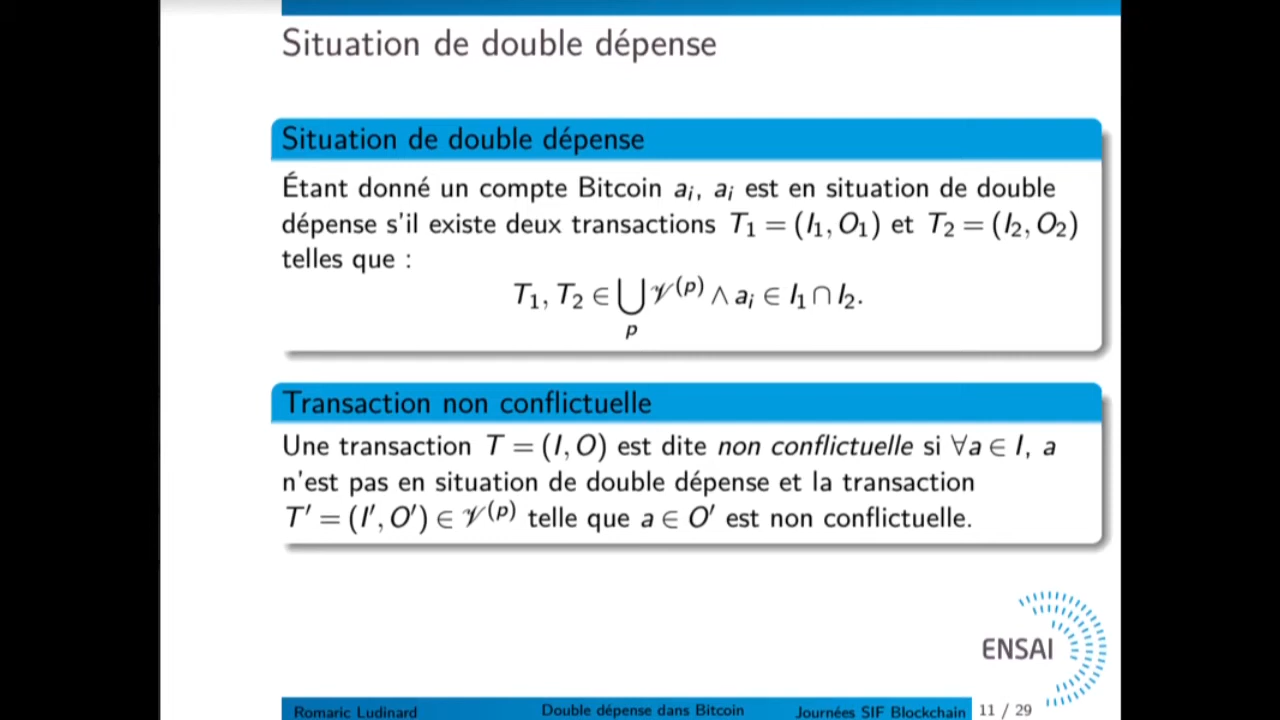 Situation de double dépense
Situation de double dépense
Étant donné un compte Bitcoin aᵢ, aᵢ est en situation de double
dépense s'il existe deux transactions T₁ = (I₁, O₁) et T₂ = (I₂, O₂)
telles que :
T₁, T₂ ∈ ⋃ 𝒱⁽ᵖ⁾ ∧ aᵢ ∈ I₁ ∩ I₂.
p
Transaction non conflictuelle
Une transaction T = (I, O) est dite non conflictuelle si ∀a ∈ I, a
n'est pas en situation de double dépense et la transaction
T′ = (I′, O′) ∈ 𝒱⁽ᵖ⁾ telle que a ∈ O′ est non conflictuelle.
ENSAI
Romaric Ludinard Double dépense dans Bitcoin Journées SIF Blockchain 11 / 29